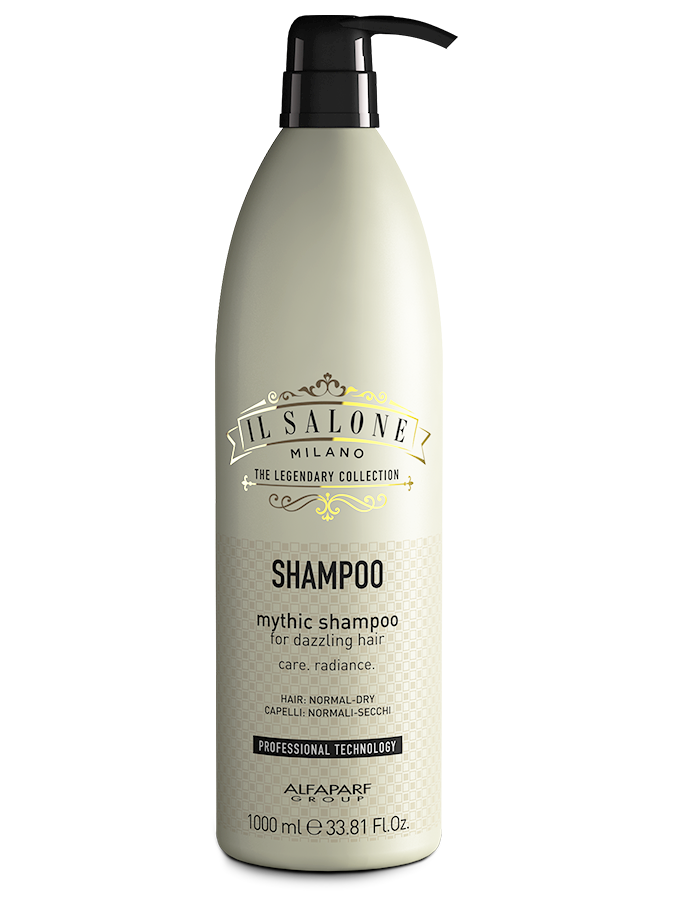 IL SALONE
MILANO
THE LEGENDARY COLLECTION
SHAMPOO
mythic shampoo
for dazzling hair
care. radiance.
HAIR: NORMAL-DRY
CAPELLI: NORMALI-SECCHI
PROFESSIONAL TECHNOLOGY
ALFAPARF
GROUP
1000 ml ℮ 33.81 Fl.Oz.